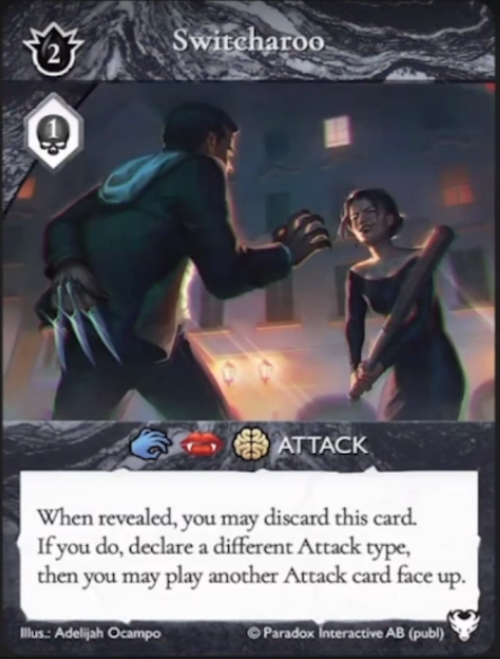 2
Switcharoo
1
ATTACK
When revealed, you may discard this card.
If you do, declare a different Attack type,
then you may play another Attack card face up.
Illus.: Adelijah Ocampo
© Paradox Interactive AB (publ)